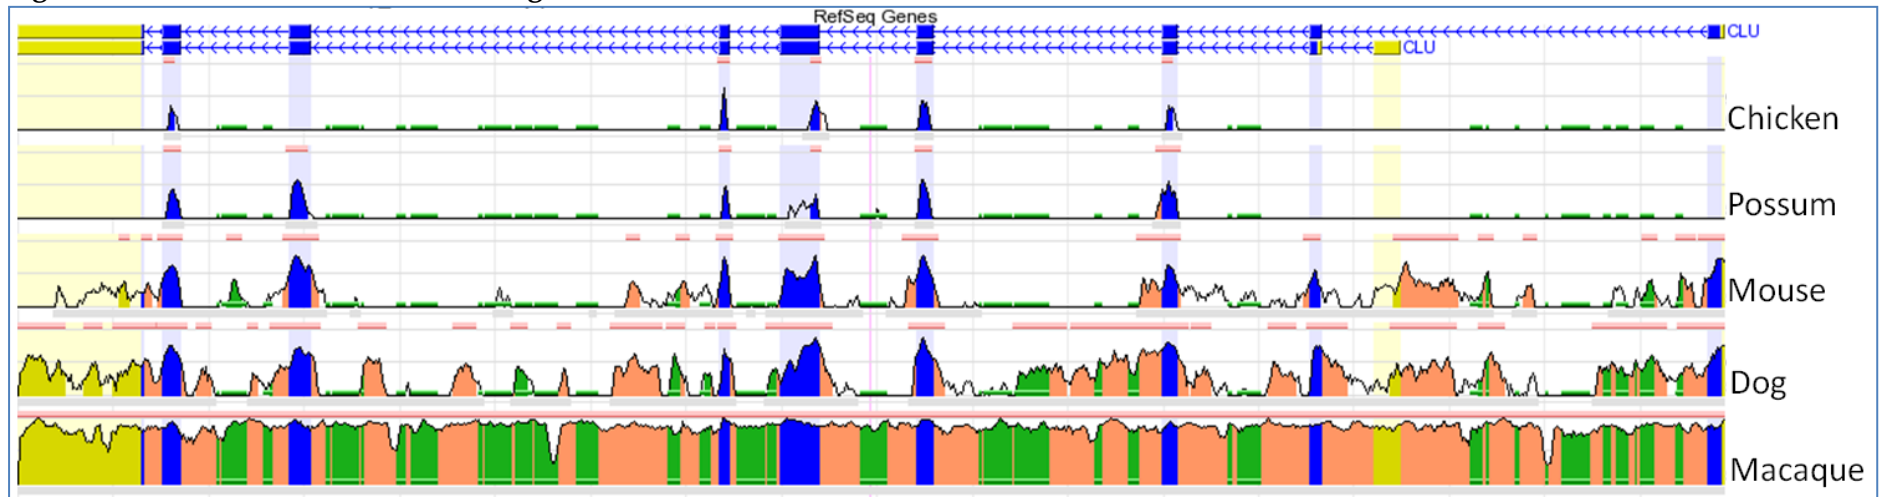 RefSeq Genes
CLU
CLU
Chicken
Possum
Mouse
Dog
Macaque